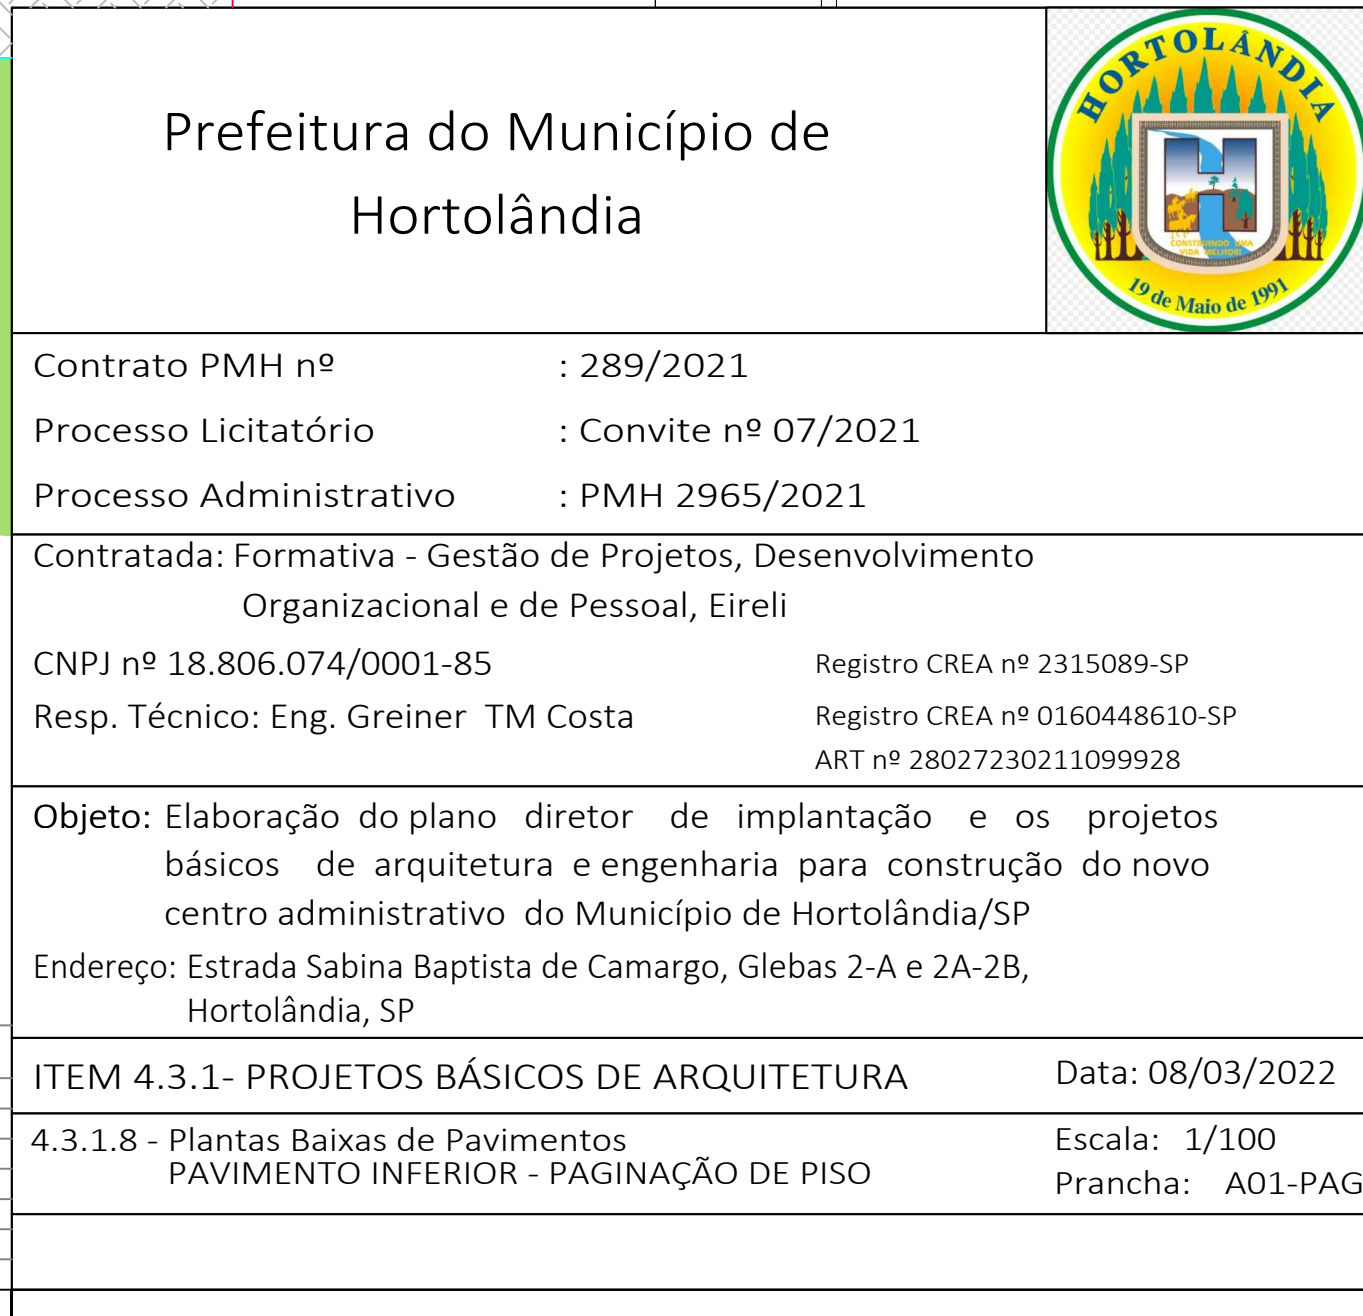 HORTOLÂNDIA
Prefeitura do Município de
Hortolândia
CONSTRUINDO UMA
VIDA MELHOR!
19 de Maio de 1991
Contrato PMH nº : 289/2021
Processo Licitatório : Convite nº 07/2021
Processo Administrativo : PMH 2965/2021
Contratada: Formativa - Gestão de Projetos, Desenvolvimento
Organizacional e de Pessoal, Eireli
CNPJ nº 18.806.074/0001-85 Registro CREA nº 2315089-SP
Resp. Técnico: Eng. Greiner TM Costa Registro CREA nº 0160448610-SP
ART nº 28027230211099928
Objeto: Elaboração do plano diretor de implantação e os projetos
básicos de arquitetura e engenharia para construção do novo
centro administrativo do Município de Hortolândia/SP
Endereço: Estrada Sabina Baptista de Camargo, Glebas 2-A e 2A-2B,
Hortolândia, SP
ITEM 4.3.1- PROJETOS BÁSICOS DE ARQUITETURA Data: 08/03/2022
4.3.1.8 - Plantas Baixas de Pavimentos Escala: 1/100
PAVIMENTO INFERIOR - PAGINAÇÃO DE PISO Prancha: A01-PAG